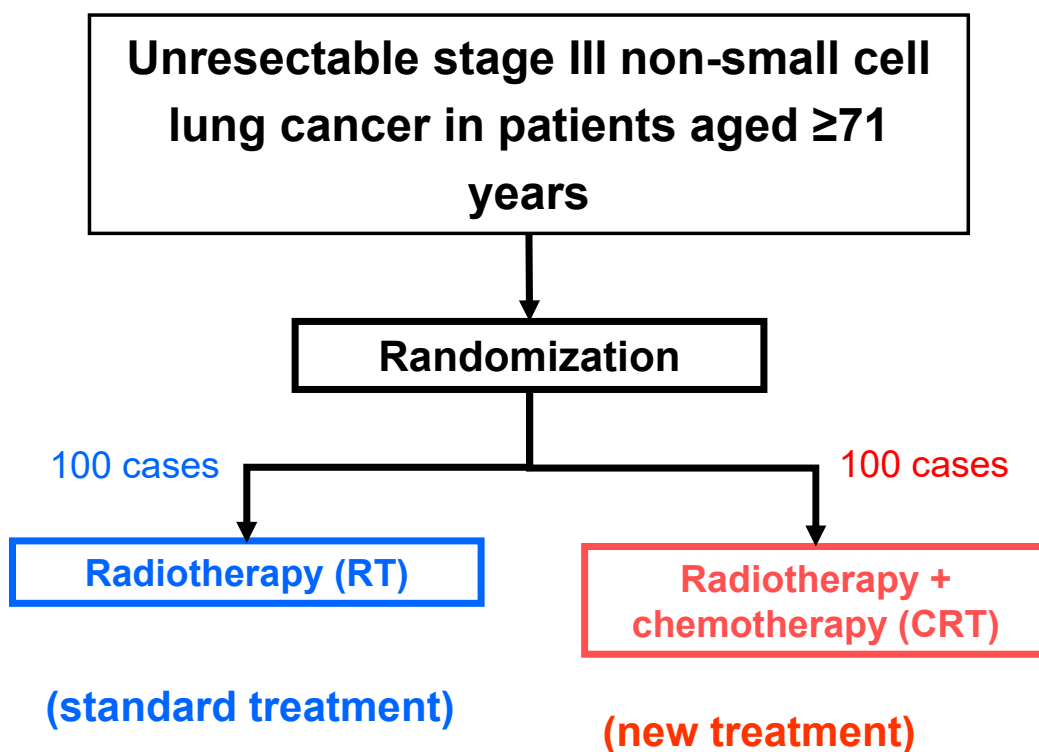 Unresectable stage III non-small cell
lung cancer in patients aged ≥71
years
Randomization
100 cases
100 cases
Radiotherapy (RT)
Radiotherapy +
chemotherapy (CRT)
(standard treatment)
(new treatment)